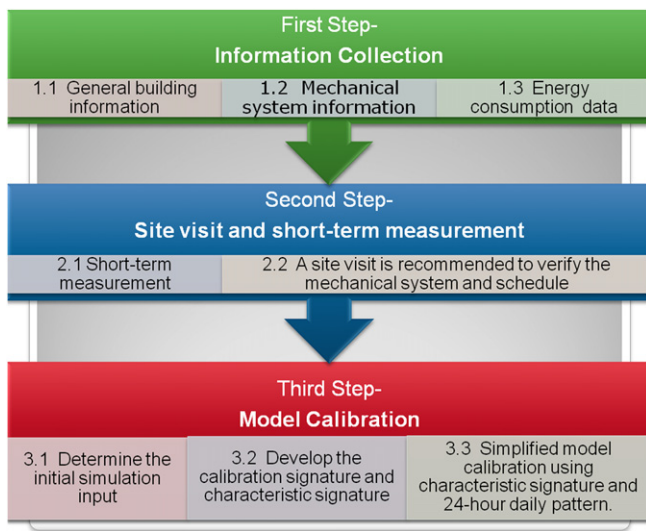 First Step-
Information Collection
1.1 General building
information
1.2 Mechanical
system information
1.3 Energy
consumption data
Second Step-
Site visit and short-term measurement
2.1 Short-term
measurement
2.2 A site visit is recommended to verify the
mechanical system and schedule
Third Step-
Model Calibration
3.1 Determine the
initial simulation
input
3.2 Develop the
calibration signature and
characteristic signature
3.3 Simplified model
calibration using
characteristic signature and
24-hour daily pattern.